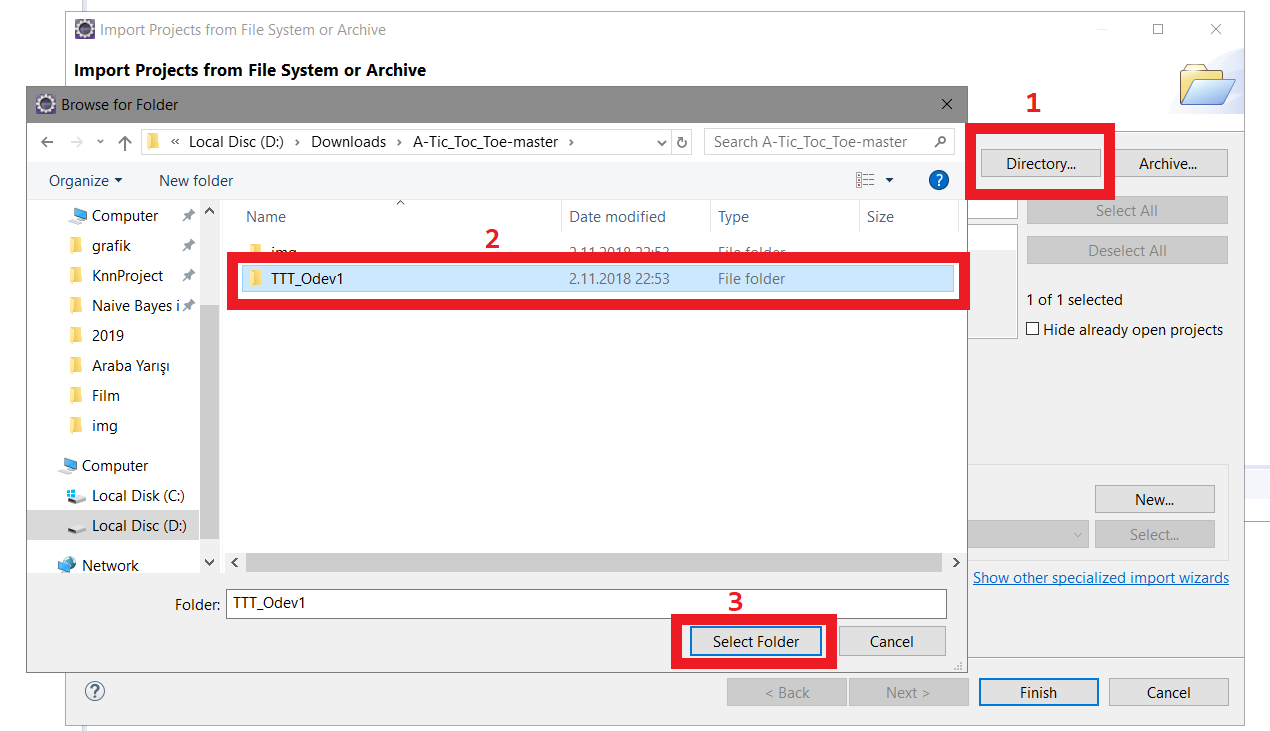 Import Projects from File System or Archive
Import Projects from File System or Archive
Browse for Folder
1
« Local Disc (D:) › Downloads › A-Tic_Toc_Toe-master ›
Search A-Tic_Toc_Toe-master
Directory...
Archive...
Organize
New folder
?
Select All
Deselect All
1 of 1 selected
Hide already open projects
Computer
grafik
KnnProject
Naive Bayes i
2019
Araba Yarışı
Film
img
Computer
Local Disk (C:)
Local Disc (D:)
Network
Name
Date modified
Type
Size
2
img 2.11.2018 22:53 File folder
TTT_Odev1 2.11.2018 22:53 File folder
New...
Select...
Show other specialized import wizards
Folder: TTT_Odev1
3
Select Folder
Cancel
?
< Back
Next >
Finish
Cancel